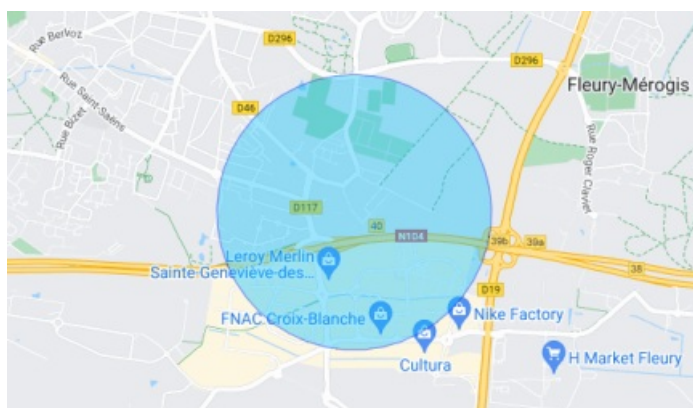 Rue Bervoz
D296
D296
Fleury-Mérogis
Rue Saint-Saëns
Rue Bizet
D46
Rue Roger Clavier
D117
40
N104
39b
39a
38
Leroy Merlin
Sainte Geneviève-des...
D19
FNAC Croix-Blanche
Nike Factory
Cultura
H Market Fleury